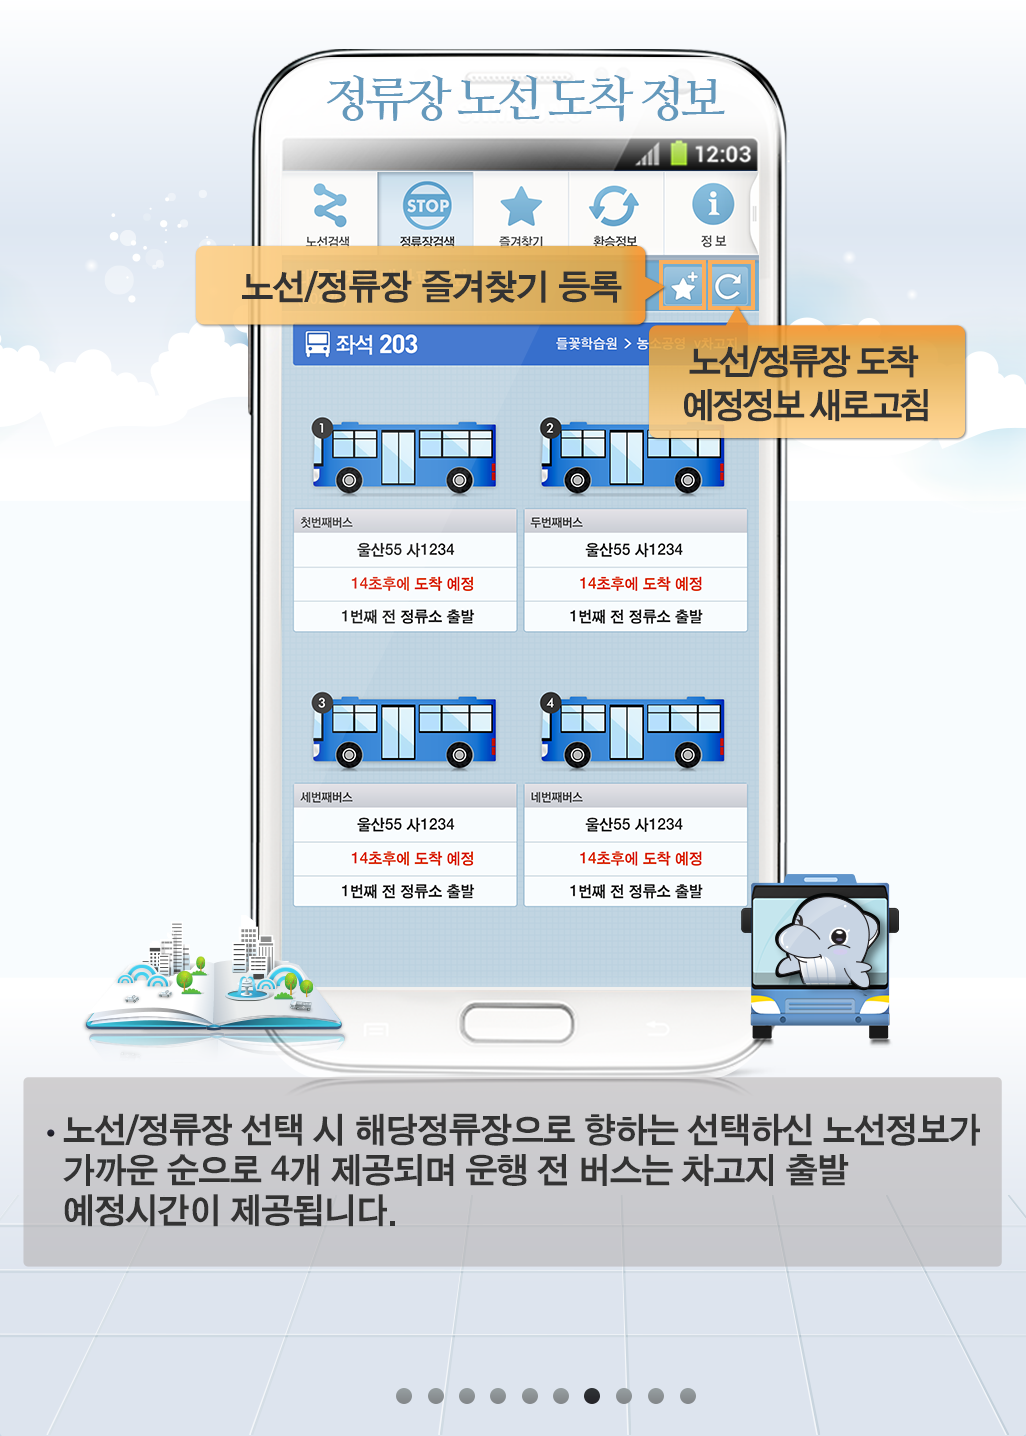 정류장 노선 도착 정보
12:03
노선검색
STOP
정류장검색
즐겨찾기
환승정보
정 보
노선/정류장 즐겨찾기 등록
좌석 203
들꽃학습원 > 농소공영 차고지
노선/정류장 도착
예정정보 새로고침
1
2
첫번째버스
두번째버스
울산55 사1234
울산55 사1234
14초후에 도착 예정
14초후에 도착 예정
1번째 전 정류소 출발
1번째 전 정류소 출발
3
4
세번째버스
네번째버스
울산55 사1234
울산55 사1234
14초후에 도착 예정
14초후에 도착 예정
1번째 전 정류소 출발
1번째 전 정류소 출발
• 노선/정류장 선택 시 해당정류장으로 향하는 선택하신 노선정보가
가까운 순으로 4개 제공되며 운행 전 버스는 차고지 출발
예정시간이 제공됩니다.